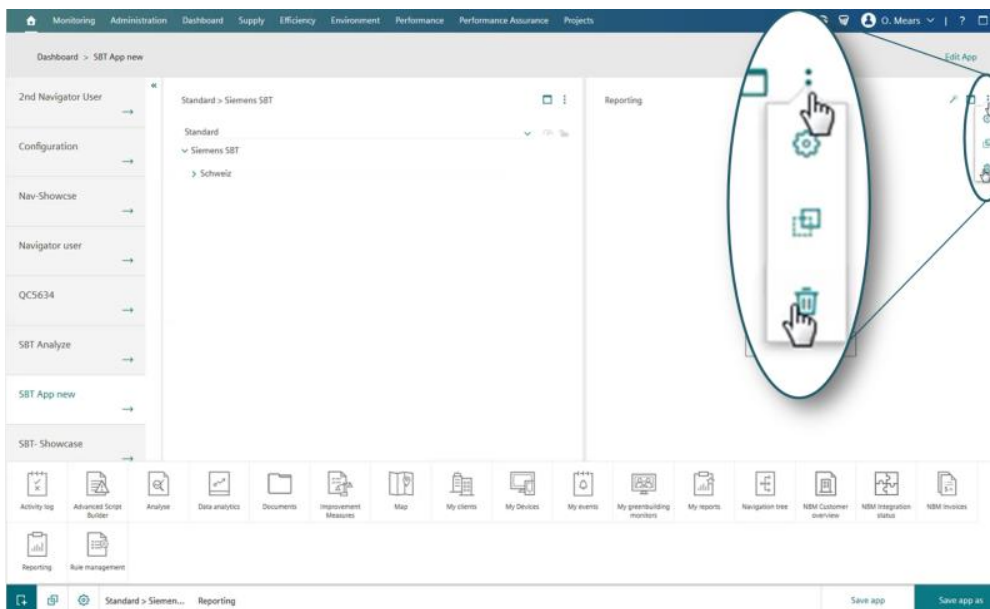 Monitoring Administration Dashboard Supply Efficiency Environment Performance Performance Assurance Projects O. Mears | ?
Dashboard > SBT App new
Edit App
2nd Navigator User
Configuration
Nav-Showcse
Navigator user
QC5634
SBT Analyze
SBT App new
SBT- Showcase
Standard > Siemens SBT
Standard
Siemens SBT
Schweiz
Reporting
Activity log
Advanced Script Builder
Analyse
Data analytics
Documents
Improvement Measures
Map
My clients
My Devices
My events
My greenbuilding monitors
My reports
Navigation tree
NBM Customer overview
NBM Integration status
NBM Invoices
Reporting
Rule management
Standard > Siemen... Reporting
Save app
Save app as